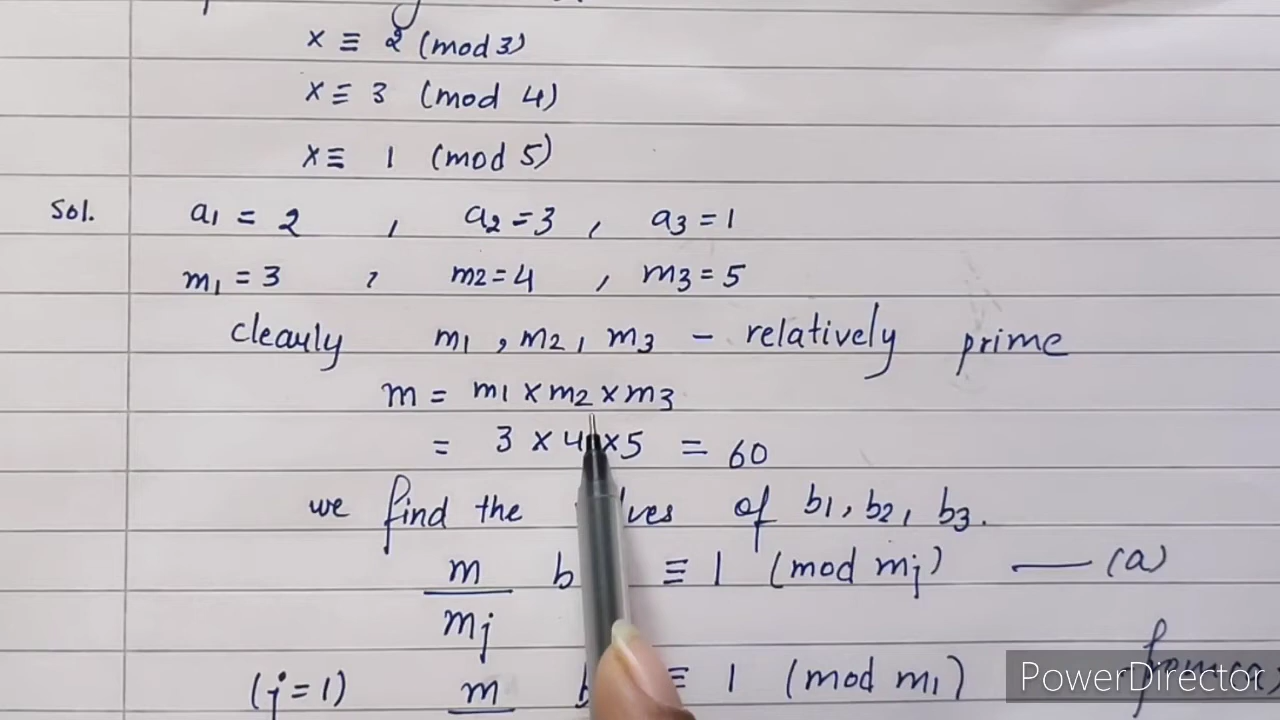 x ≡ 2 (mod 3)
x ≡ 3 (mod 4)
x ≡ 1 (mod 5)
Sol. a1 = 2 , a2 = 3 , a3 = 1
m1 = 3 , m2 = 4 , m3 = 5
clearly m1, m2, m3 - relatively prime
m = m1 × m2 × m3
= 3 × 4 × 5 = 60
we find the of b1, b2, b3.
m b ≡ 1 (mod mj) — (a)
mj
(j=1) m b ≡ 1 (mod m1)
PowerDirector